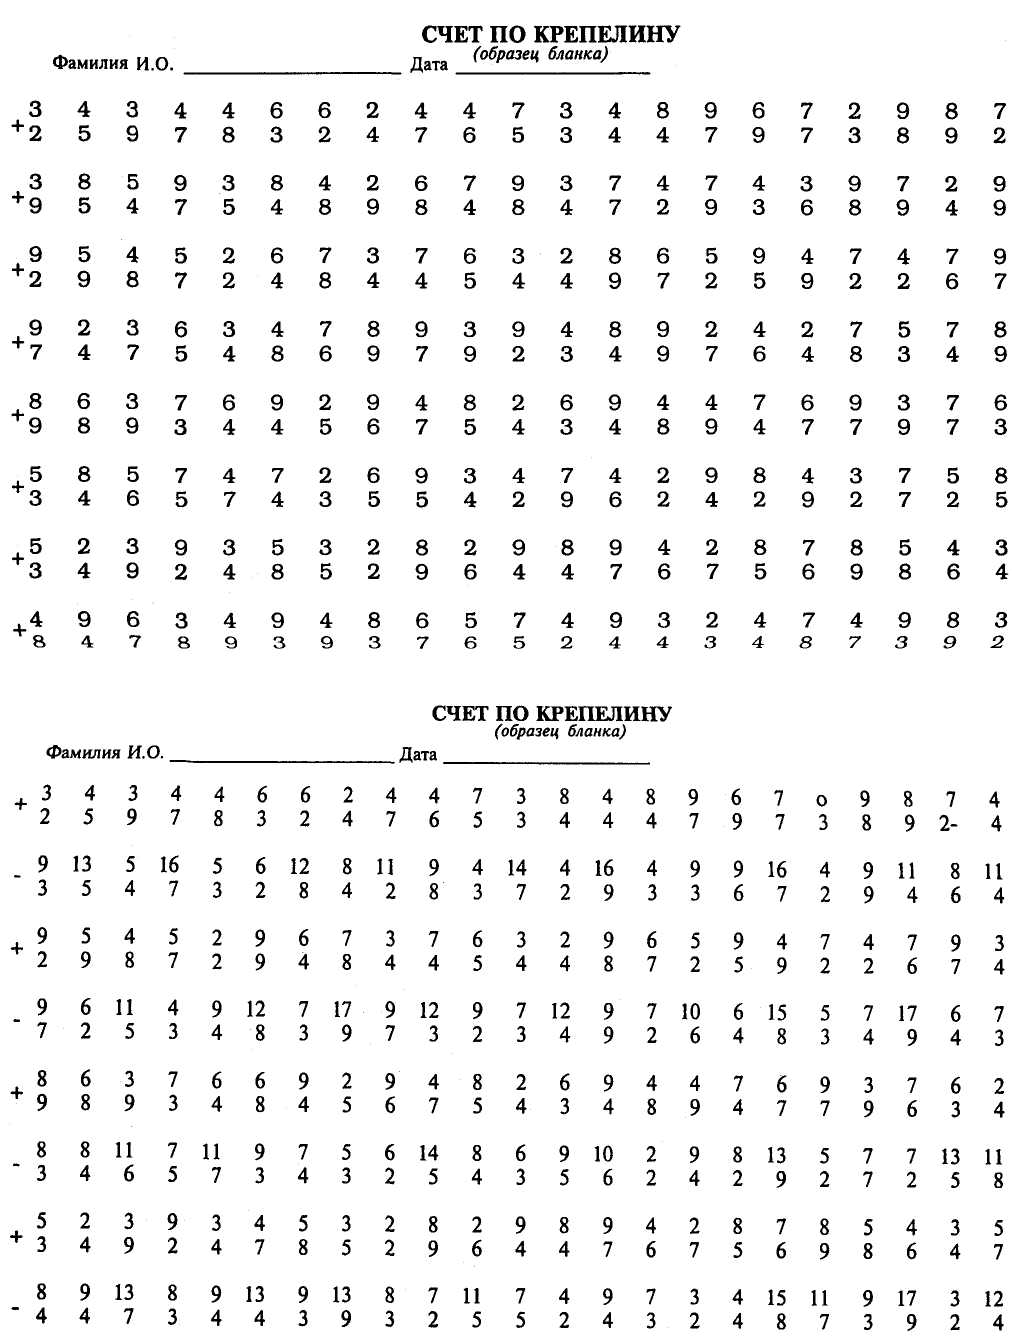 СЧЕТ ПО КРЕПЕЛИНУ
(образец бланка)
Фамилия И.О. ____________________ Дата ____________________
+ 3 4 3 4 4 6 6 2 4 4 7 3 4 8 9 6 7 2 9 8 7
2 5 9 7 8 3 2 4 7 6 5 3 4 4 7 9 7 3 8 9 2
+ 3 8 5 9 3 8 4 2 6 7 9 3 7 4 7 4 3 9 7 2 9
9 5 4 7 5 4 8 9 8 4 8 4 7 2 9 3 6 8 9 4 9
+ 9 5 4 5 2 6 7 3 7 6 3 2 8 6 5 9 4 7 4 7 9
2 9 8 7 2 4 8 4 4 5 4 4 9 7 2 5 9 2 2 6 7
+ 9 2 3 6 3 4 7 8 9 3 9 4 8 9 2 4 2 7 5 7 8
7 4 7 5 4 8 6 9 7 9 2 3 4 9 7 6 4 8 3 4 9
+ 8 6 3 7 6 9 2 9 4 8 2 6 9 4 4 7 6 9 3 7 6
9 8 9 3 4 4 5 6 7 5 4 3 4 8 9 4 7 7 9 7 3
+ 5 8 5 7 4 7 2 6 9 3 4 7 4 2 9 8 4 3 7 5 8
3 4 6 5 7 4 3 5 5 4 2 9 6 2 4 2 9 2 7 2 5
+ 5 2 3 9 3 5 3 2 8 2 9 8 9 4 2 8 7 8 5 4 3
3 4 9 2 4 8 5 2 9 6 4 4 7 6 7 5 6 9 8 6 4
+ 4 9 6 3 4 9 4 8 6 5 7 4 9 3 2 4 7 4 9 8 3
8 4 7 8 9 3 9 3 7 6 5 2 4 4 3 4 8 7 3 9 2
СЧЕТ ПО КРЕПЕЛИНУ
(образец бланка)
Фамилия И.О. ____________________ Дата ____________________
+ 3 4 3 4 4 6 6 2 4 4 7 3 8 4 8 9 6 7 о 9 8 7 4
2 5 9 7 8 3 2 4 7 6 5 3 4 4 4 7 9 7 3 8 9 2- 4
- 9 13 5 16 5 6 12 8 11 9 4 14 4 16 4 9 9 16 4 9 11 8 11
3 5 4 7 3 2 8 4 2 8 3 7 2 9 3 3 6 7 2 9 4 6 4
+ 9 5 4 5 2 9 6 7 3 7 6 3 2 9 6 5 9 4 7 4 7 9 3
2 9 8 7 2 9 4 8 4 4 5 4 4 8 7 2 5 9 2 2 6 7 4
- 9 6 11 4 9 12 7 17 9 12 9 7 12 9 7 10 6 15 5 7 17 6 7
7 2 5 3 4 8 3 9 7 3 2 3 4 9 2 6 4 8 3 4 9 4 3
+ 8 6 3 7 6 6 9 2 9 4 8 2 6 9 4 4 7 6 9 3 7 6 2
9 8 9 3 4 8 4 5 6 7 5 4 3 4 8 9 4 7 7 9 6 3 4
- 8 8 11 7 11 9 7 5 6 14 8 6 9 10 2 9 8 13 5 7 7 13 11
3 4 6 5 7 3 4 3 2 5 4 3 5 6 2 4 2 9 2 7 2 5 8
+ 5 2 3 9 3 4 5 3 2 8 2 9 8 9 4 2 8 7 8 5 4 3 5
3 4 9 2 4 7 8 5 2 9 6 4 4 7 6 7 5 6 9 8 6 4 7
- 8 9 13 8 9 13 9 13 8 7 11 7 4 9 7 3 4 15 11 9 17 3 12
4 4 7 3 4 4 3 9 3 2 5 5 2 4 3 2 4 8 7 3 9 2 4